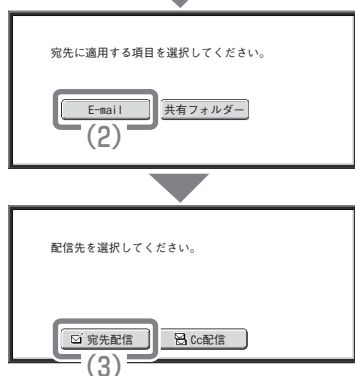 宛先に適用する項目を選択してください。
E-mail 共有フォルダー
(2)
配信先を選択してください。
宛先配信 Cc配信
(3)